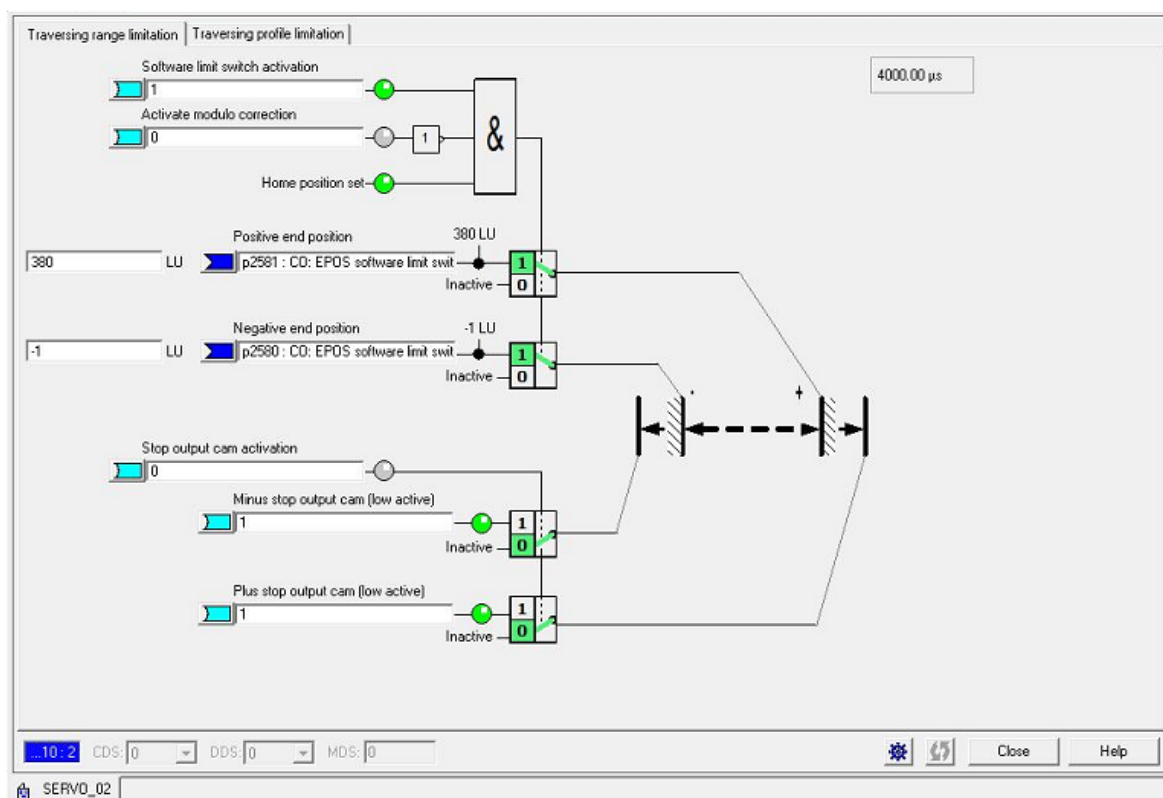 Traversing range limitation Traversing profile limitation
Software limit switch activation
4000.00 µs
1
Activate modulo correction
0 1 &
Home position set
Positive end position 380 LU
380 LU p2581 : CO: EPOS software limit swit 1
Inactive 0
Negative end position -1 LU
-1 LU p2580 : CO: EPOS software limit swit 1
Inactive 0
- +
Stop output cam activation
0
Minus stop output cam (low active)
1 1
Inactive 0
Plus stop output cam (low active)
1 1
Inactive 0
...10 : 2 CDS: 0 DDS: 0 MDS: 0 Close Help
SERVO_02